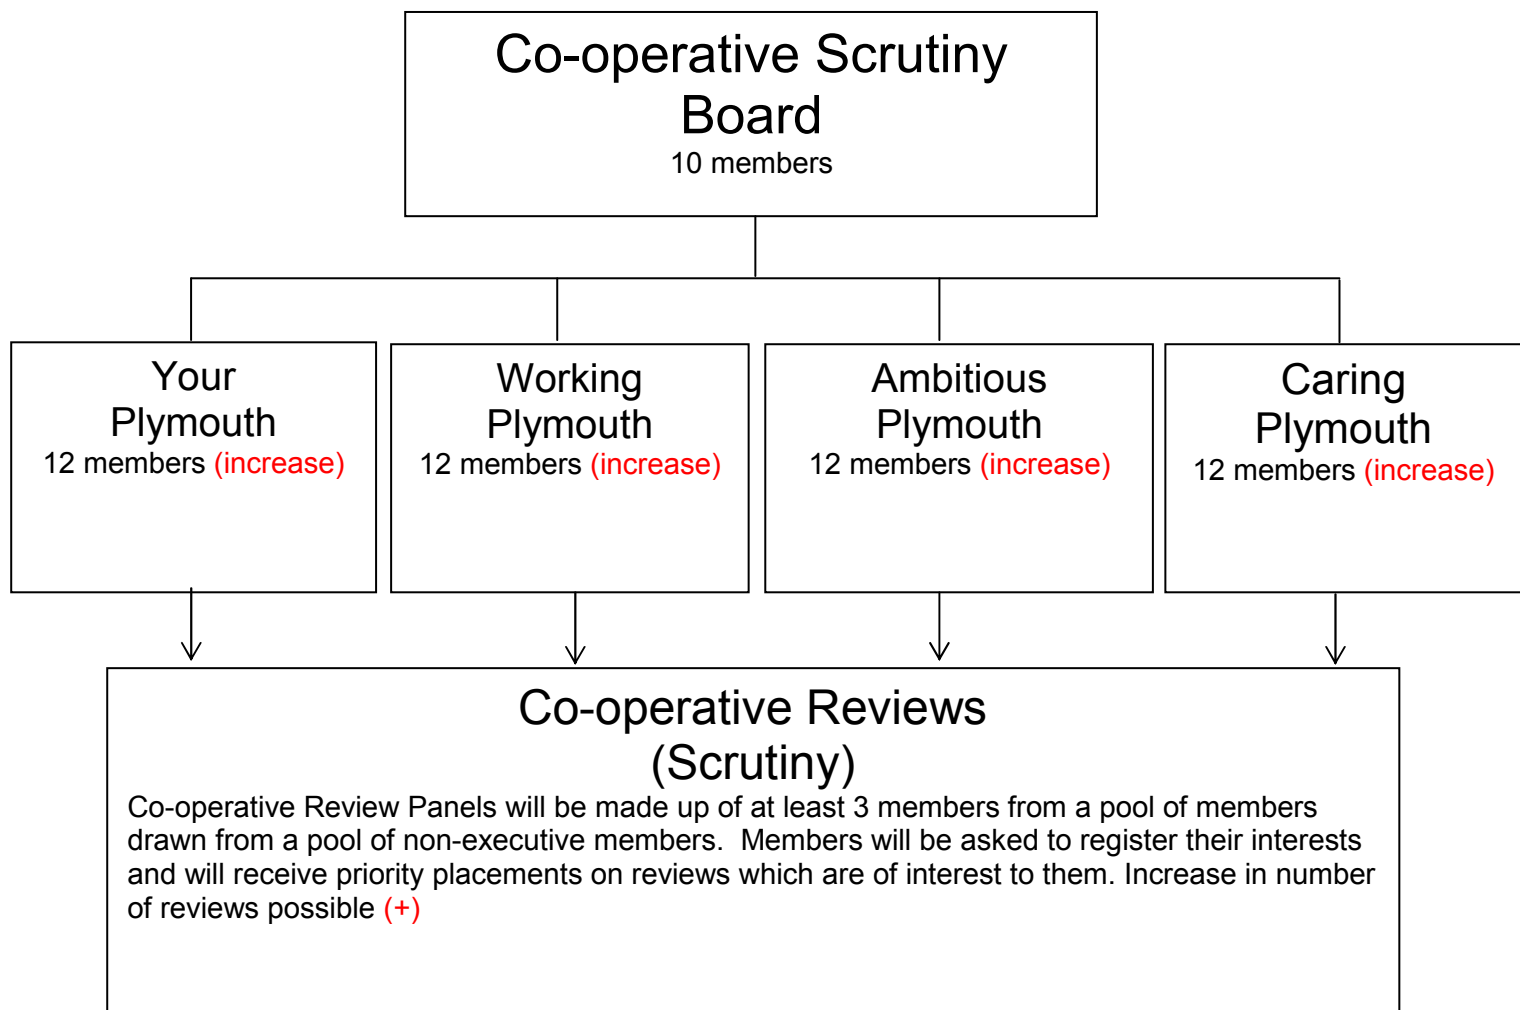 Co-operative Scrutiny
Board
10 members
Your
Plymouth
12 members (increase)
Working
Plymouth
12 members (increase)
Ambitious
Plymouth
12 members (increase)
Caring
Plymouth
12 members (increase)
Co-operative Reviews
(Scrutiny)
Co-operative Review Panels will be made up of at least 3 members from a pool of members
drawn from a pool of non-executive members.  Members will be asked to register their interests
and will receive priority placements on reviews which are of interest to them. Increase in number
of reviews possible (+)